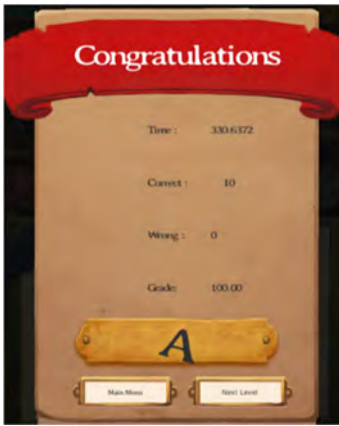 Congratulations
Time : 330.6372
Correct : 10
Wrong : 0
Grade: 100.00
A
Main Menu Next Level